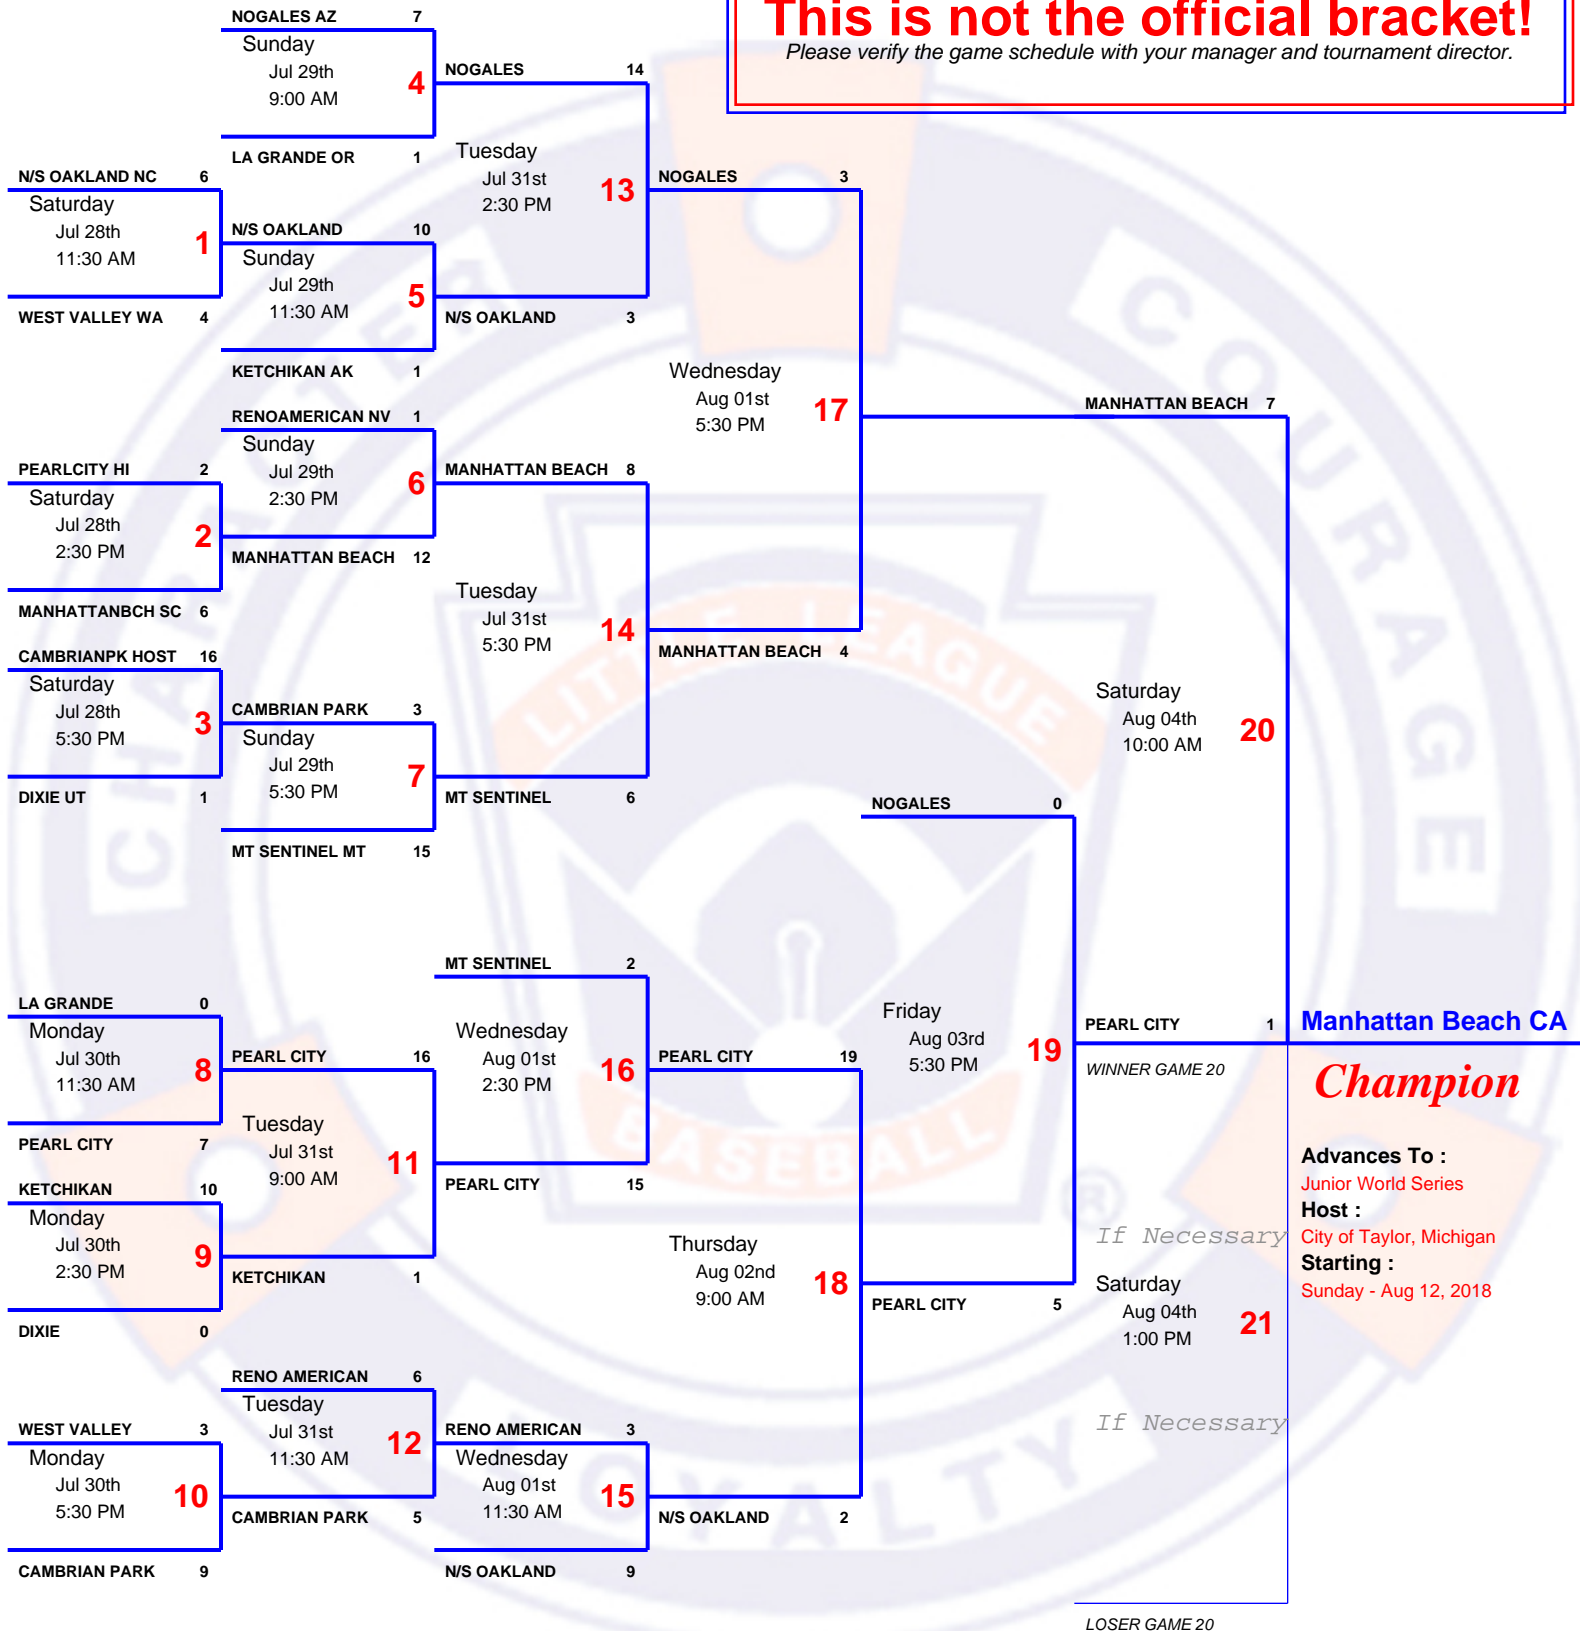 This is not the official bracket!
Please verify the game schedule with your manager and tournament director.
NOGALES AZ 7
Sunday
Jul 29th
9:00 AM
4
LA GRANDE OR 1
NOGALES 14
Tuesday
Jul 31st
2:30 PM
13
N/S OAKLAND NC 6
Saturday
Jul 28th
11:30 AM
1
WEST VALLEY WA 4
N/S OAKLAND 10
Sunday
Jul 29th
11:30 AM
5
KETCHIKAN AK 1
N/S OAKLAND 3
NOGALES 3
Wednesday
Aug 01st
5:30 PM
17
RENOAMERICAN NV 1
Sunday
Jul 29th
2:30 PM
6
MANHATTAN BEACH 12
PEARLCITY HI 2
Saturday
Jul 28th
2:30 PM
2
MANHATTANBCH SC 6
MANHATTAN BEACH 8
Tuesday
Jul 31st
5:30 PM
14
MANHATTAN BEACH 4
CAMBRIANPK HOST 16
Saturday
Jul 28th
5:30 PM
3
DIXIE UT 1
CAMBRIAN PARK 3
Sunday
Jul 29th
5:30 PM
7
MT SENTINEL MT 15
MT SENTINEL 6
MANHATTAN BEACH 7
Saturday
Aug 04th
10:00 AM
20
NOGALES 0
Friday
Aug 03rd
5:30 PM
19
PEARL CITY 1
WINNER GAME 20
MT SENTINEL 2
Wednesday
Aug 01st
2:30 PM
16
PEARL CITY 15
LA GRANDE 0
Monday
Jul 30th
11:30 AM
8
PEARL CITY 7
PEARL CITY 16
Tuesday
Jul 31st
9:00 AM
11
KETCHIKAN 1
KETCHIKAN 10
Monday
Jul 30th
2:30 PM
9
DIXIE 0
PEARL CITY 19
Thursday
Aug 02nd
9:00 AM
18
PEARL CITY 5
RENO AMERICAN 6
Tuesday
Jul 31st
11:30 AM
12
CAMBRIAN PARK 5
WEST VALLEY 3
Monday
Jul 30th
5:30 PM
10
CAMBRIAN PARK 9
RENO AMERICAN 3
Wednesday
Aug 01st
11:30 AM
15
N/S OAKLAND 9
N/S OAKLAND 2
If Necessary
Saturday
Aug 04th
1:00 PM
21
If Necessary
LOSER GAME 20
Manhattan Beach CA
Champion
Advances To :
Junior World Series
Host :
City of Taylor, Michigan
Starting :
Sunday - Aug 12, 2018
CHARACTER
COURAGE
LOYALTY
LITTLE LEAGUE
BASEBALL
®